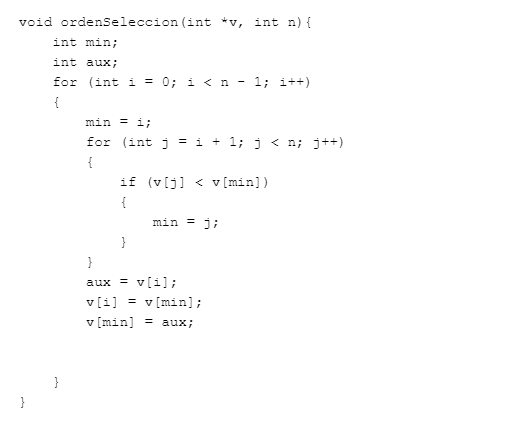 void ordenSeleccion(int *v, int n){
    int min;
    int aux;
    for (int i = 0; i < n - 1; i++)
    {
        min = i;
        for (int j = i + 1; j < n; j++)
        {
            if (v[j] < v[min])
            {
                min = j;
            }
        }
        aux = v[i];
        v[i] = v[min];
        v[min] = aux;
    }
}